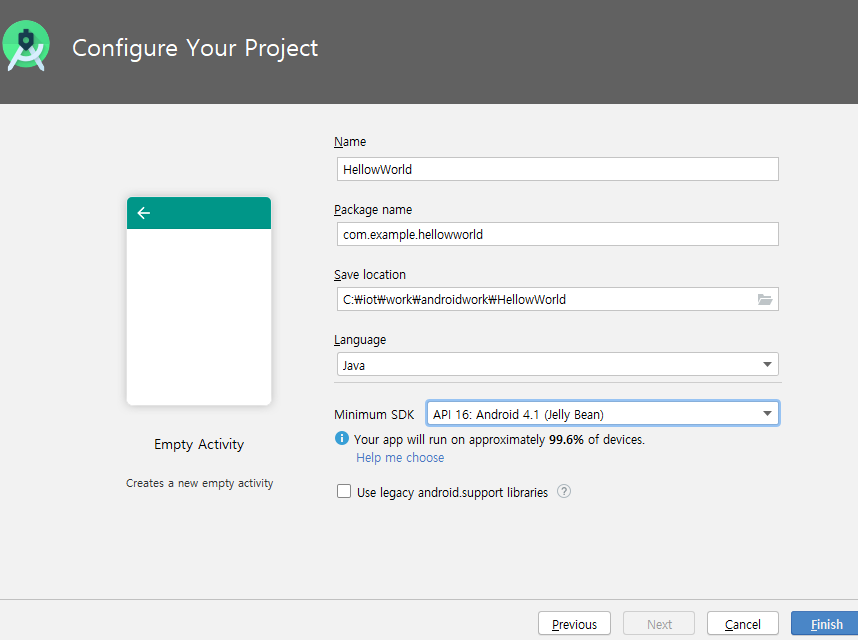 Configure Your Project
Name
HellowWorld
Package name
com.example.hellowworld
Save location
C:₩iot₩work₩androidwork₩HellowWorld
Language
Java
Minimum SDK
API 16: Android 4.1 (Jelly Bean)
i Your app will run on approximately 99.6% of devices.
Help me choose
Use legacy android.support libraries ?
Empty Activity
Creates a new empty activity
Previous
Next
Cancel
Finish